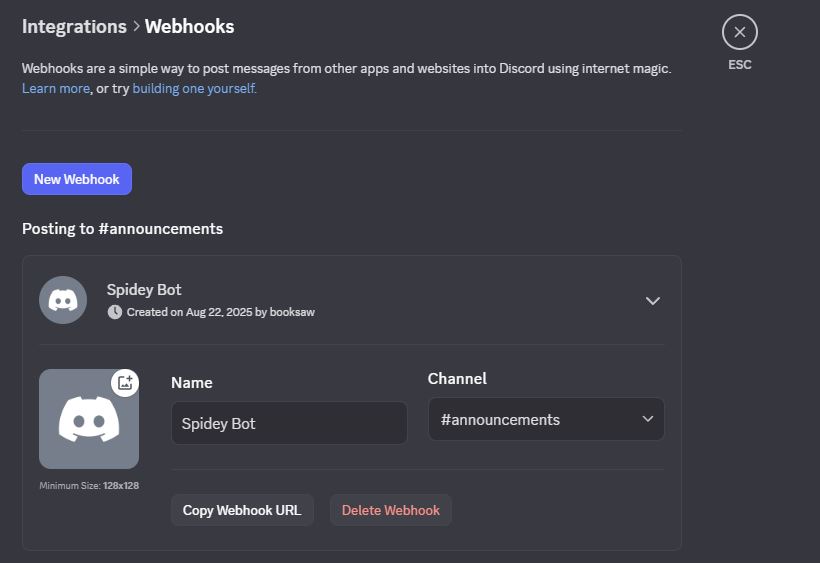 Integrations > Webhooks
ESC
Webhooks are a simple way to post messages from other apps and websites into Discord using internet magic.
Learn more, or try building one yourself.
New Webhook
Posting to #announcements
Spidey Bot
Created on Aug 22, 2025 by booksaw
Name
Channel
Spidey Bot
#announcements
Minimum Size: 128x128
Copy Webhook URL
Delete Webhook